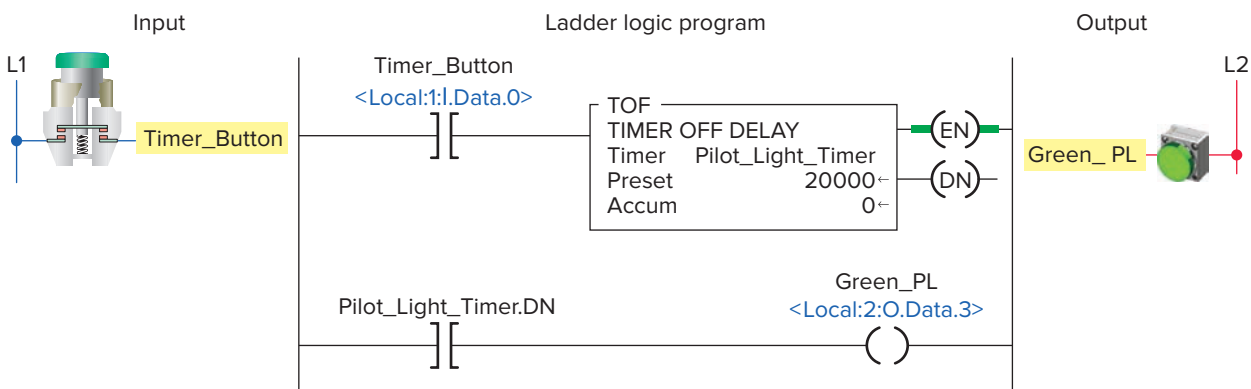 Input
Ladder logic program
Output
L1
L2
Timer_Button
Timer_Button
<Local:1:I.Data.0>
TOF
TIMER OFF DELAY
Timer Pilot_Light_Timer
Preset 20000←
Accum 0←
EN
DN
Green_ PL
Pilot_Light_Timer.DN
Green_PL
<Local:2:O.Data.3>